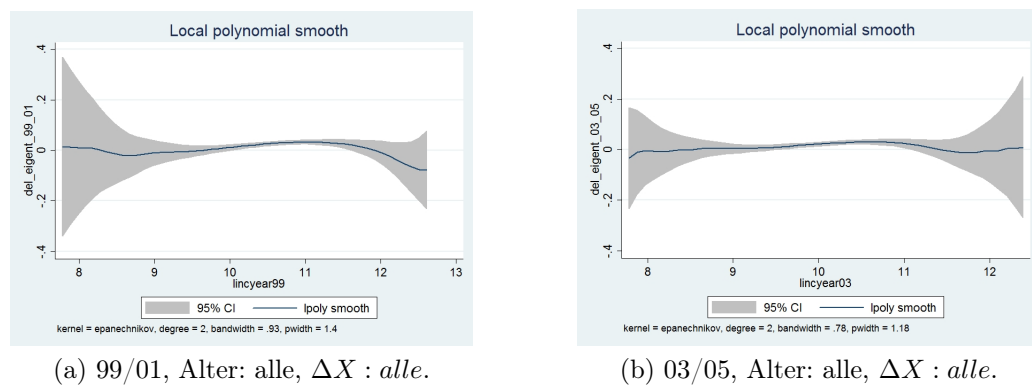 Local polynomial smooth
.4
.2
0
-.2
-.4
del_eigent_99_01
8
9
10
11
12
13
lincyear99
95% CI
lpoly smooth
kernel = epanechnikov, degree = 2, bandwidth = .93, pwidth = 1.4
(a) 99/01, Alter: alle, ΔX : alle.
Local polynomial smooth
.4
.2
0
-.2
-.4
del_eigent_03_05
8
9
10
11
12
lincyear03
95% CI
lpoly smooth
kernel = epanechnikov, degree = 2, bandwidth = .78, pwidth = 1.18
(b) 03/05, Alter: alle, ΔX : alle.